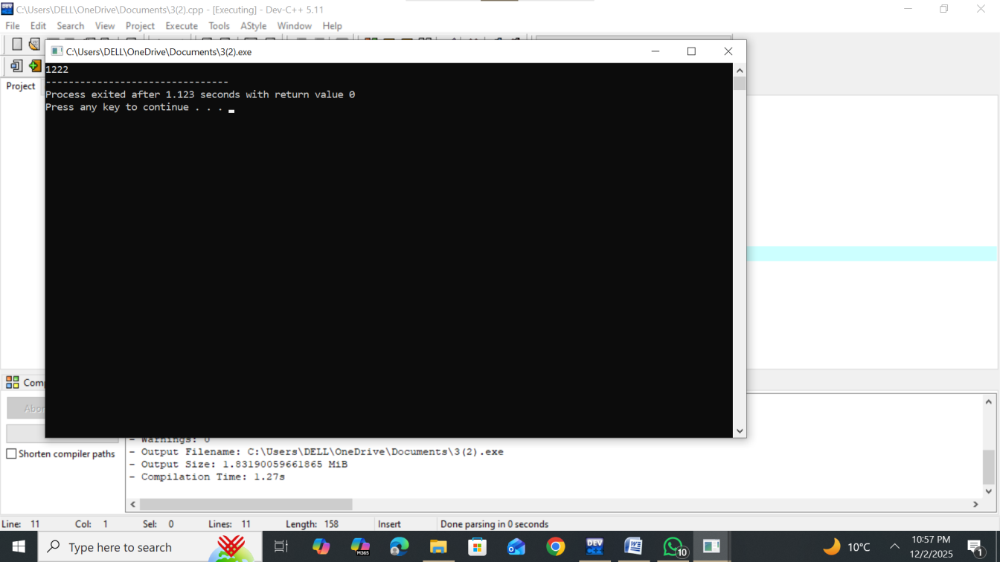 C:\Users\DELL\OneDrive\Documents\3(2).cpp - [Executing] - Dev-C++ 5.11
File Edit Search View Project Execute Tools AStyle Window Help
C:\Users\DELL\OneDrive\Documents\3(2).exe
1222
--------------------------------
Process exited after 1.123 seconds with return value 0
Press any key to continue . . .
Project
- Warnings: 0
- Output Filename: C:\Users\DELL\OneDrive\Documents\3(2).exe
- Output Size: 1.83190059661865 MiB
- Compilation Time: 1.27s
Shorten compiler paths
Line: 11 Col: 1 Sel: 0 Lines: 11 Length: 158 Insert Done parsing in 0 seconds
Type here to search
M365
DEV
10
10°C
10:57 PM
12/2/2025
1